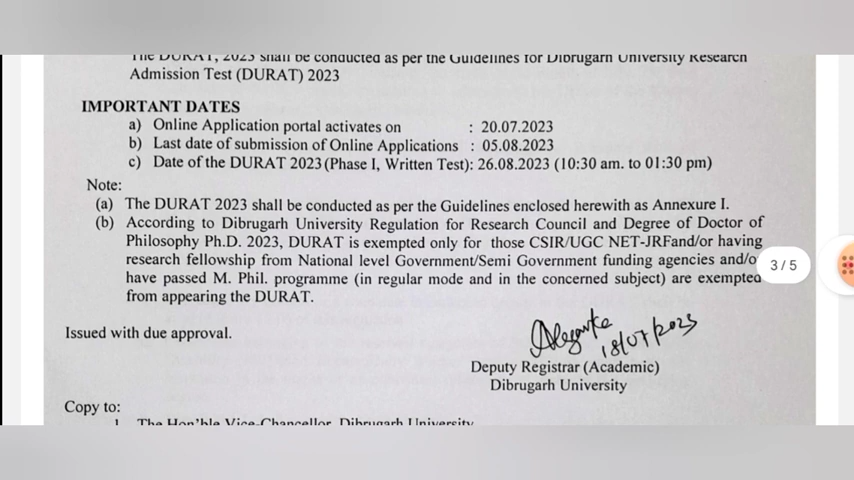 The DURAT, 2023 shall be conducted as per the Guidelines for Dibrugarh University Research
Admission Test (DURAT) 2023
IMPORTANT DATES
a) Online Application portal activates on : 20.07.2023
b) Last date of submission of Online Applications : 05.08.2023
c) Date of the DURAT 2023 (Phase I, Written Test): 26.08.2023 (10:30 am. to 01:30 pm)
Note:
(a) The DURAT 2023 shall be conducted as per the Guidelines enclosed herewith as Annexure I.
(b) According to Dibrugarh University Regulation for Research Council and Degree of Doctor of
Philosophy Ph.D. 2023, DURAT is exempted only for those CSIR/UGC NET-JRFand/or having
research fellowship from National level Government/Semi Government funding agencies and/o
have passed M. Phil. programme (in regular mode and in the concerned subject) are exempted
from appearing the DURAT.
3 / 5
Issued with due approval.
18/07/2023
Deputy Registrar (Academic)
Dibrugarh University
Copy to:
1. The Hon'ble Vice-Chancellor, Dibrugarh University